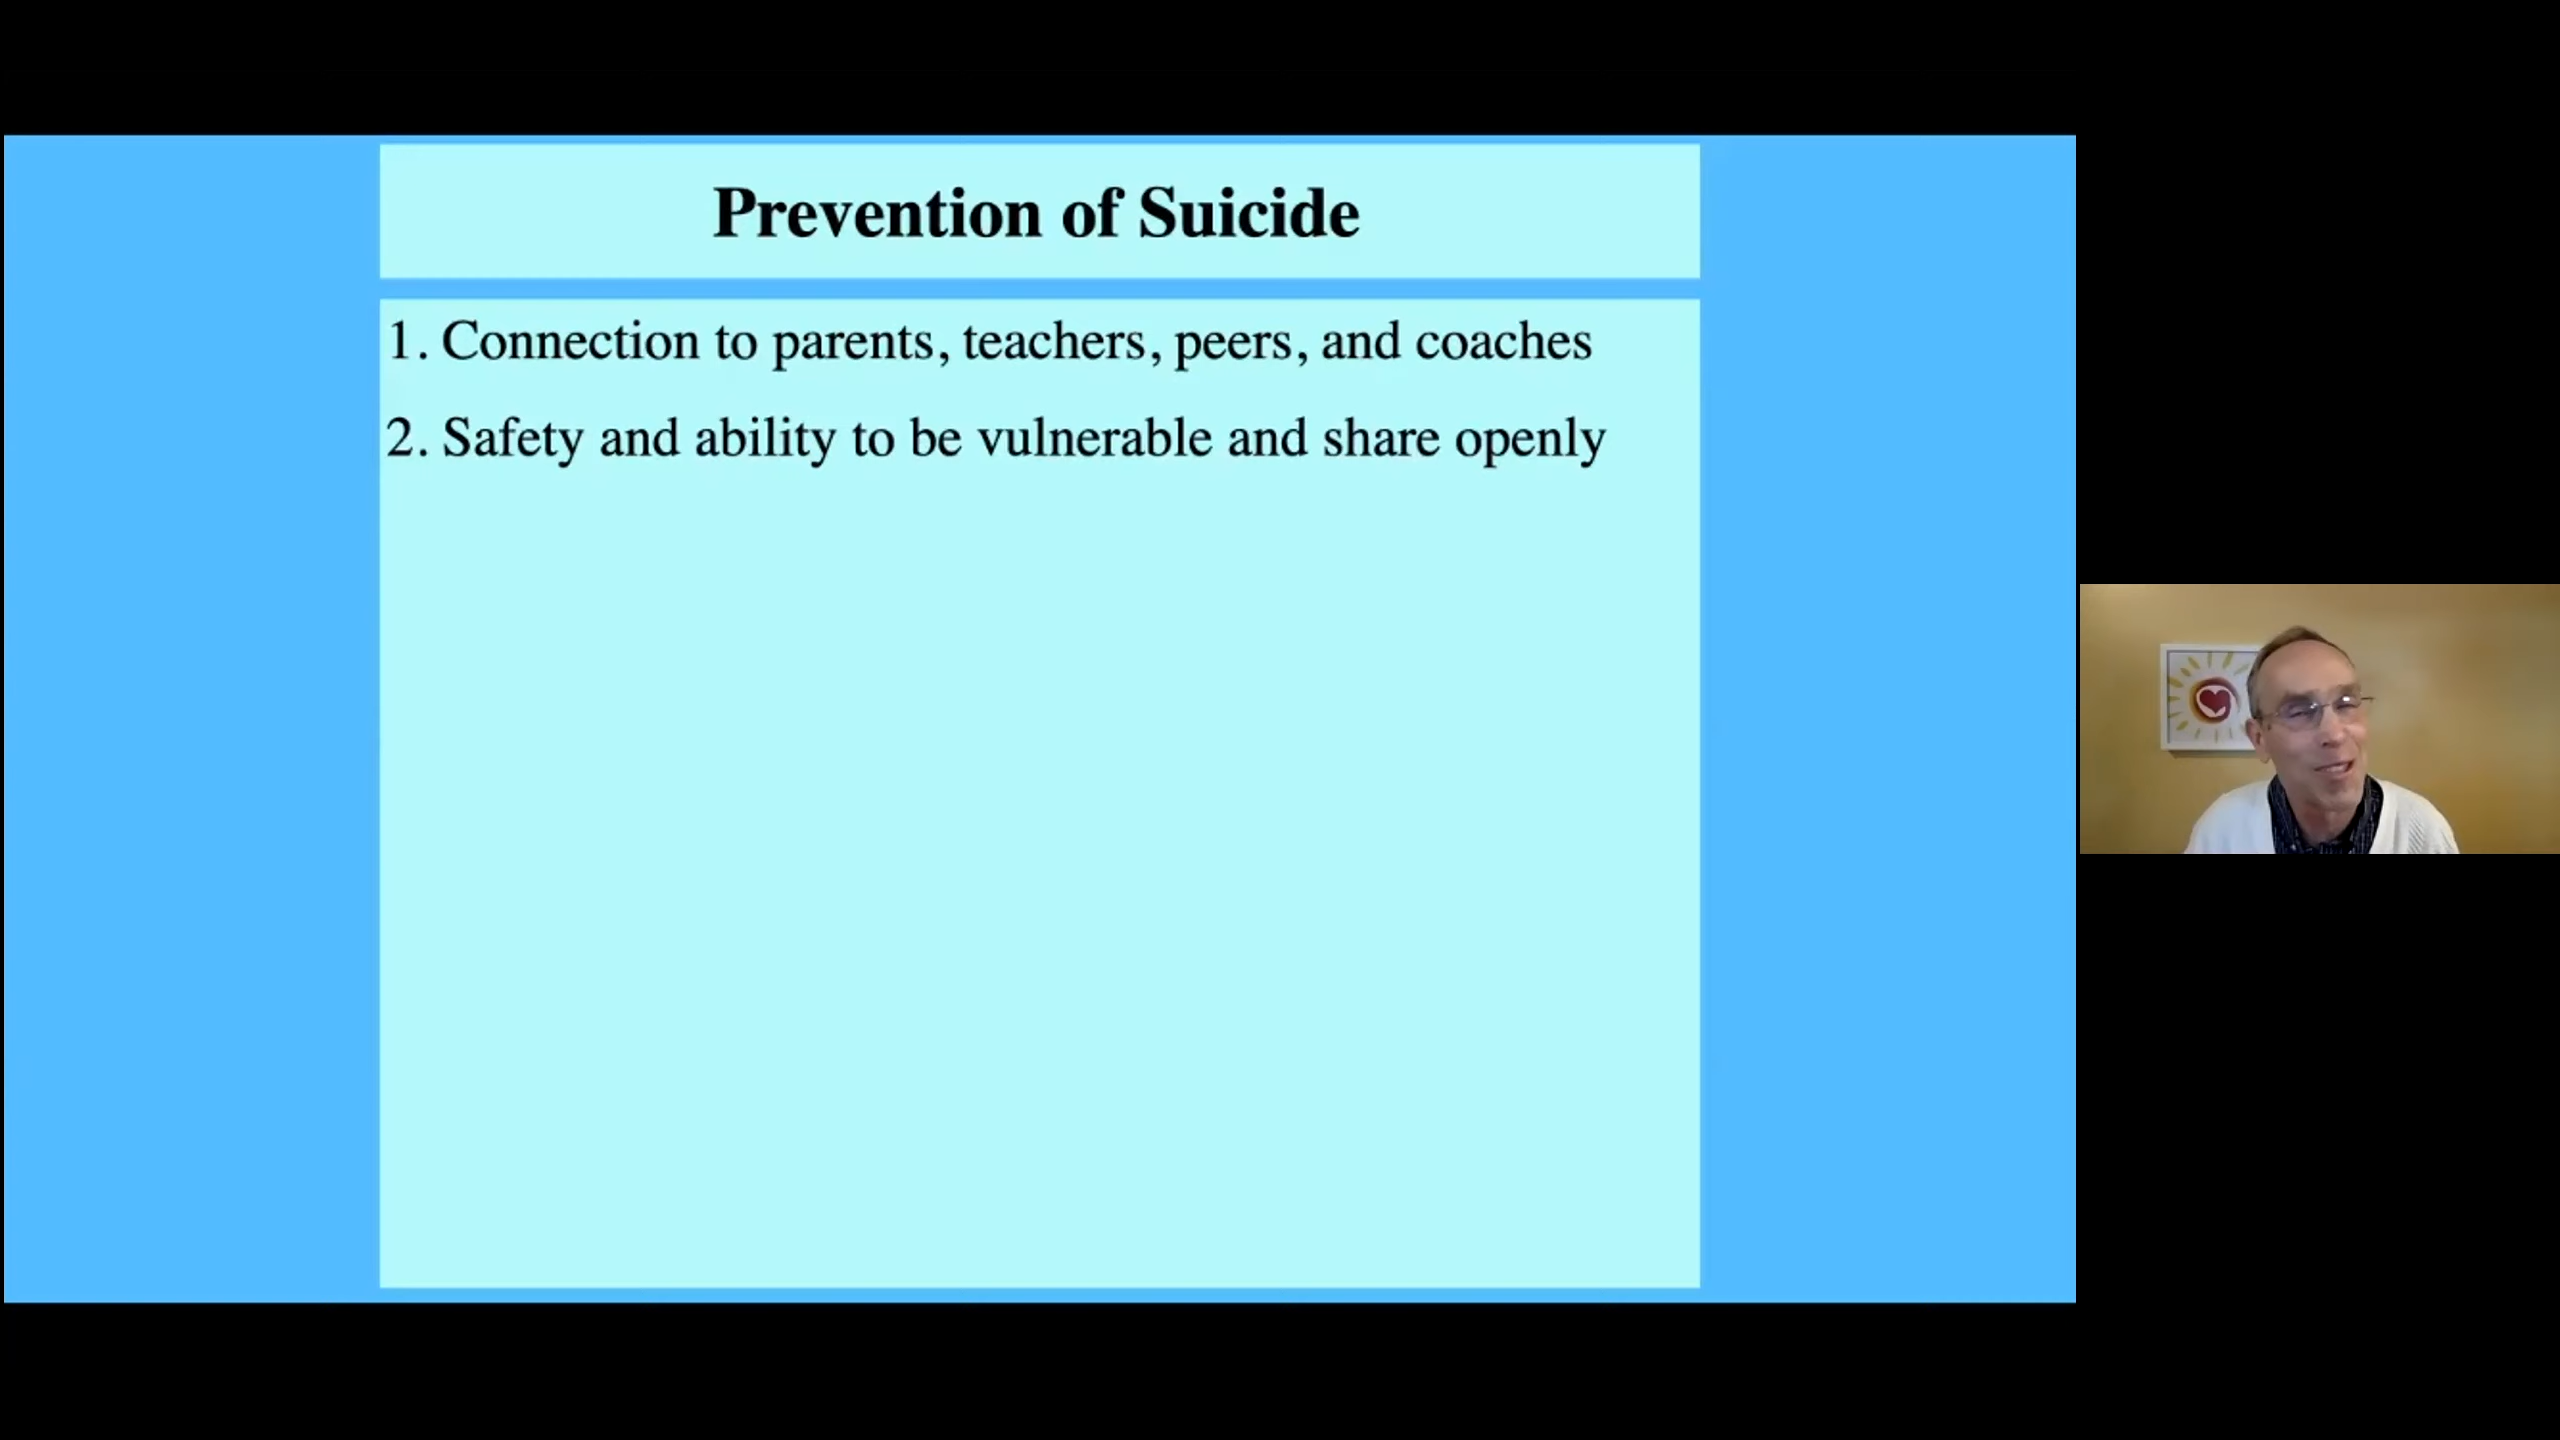 Prevention of Suicide
1. Connection to parents, teachers, peers, and coaches
2. Safety and ability to be vulnerable and share openly